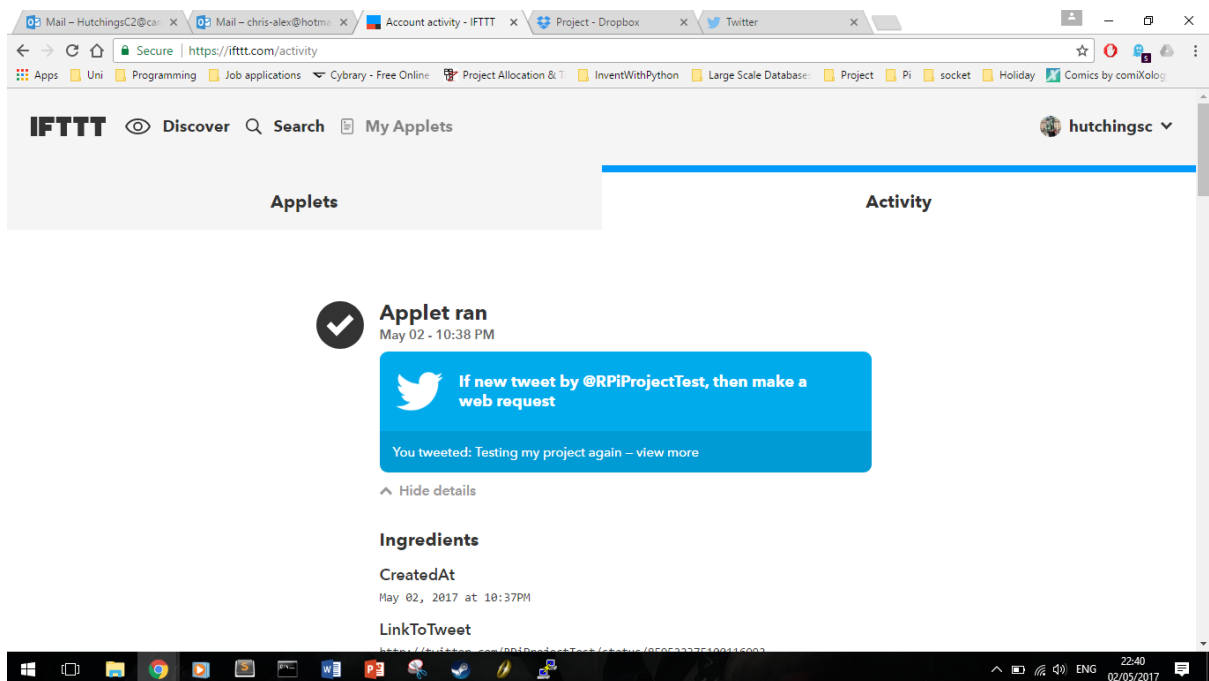 Mail – HutchingsC2@car
Mail – chris-alex@hotma
Account activity - IFTTT
Project - Dropbox
Twitter
Secure | https://ifttt.com/activity
Apps Uni Programming Job applications Cybrary - Free Online Project Allocation & T InventWithPython Large Scale Database Project Pi socket Holiday Comics by comiXolog
IFTTT Discover Search My Applets hutchingsc
Applets Activity
Applet ran
May 02 - 10:38 PM
If new tweet by @RPiProjectTest, then make a
web request
You tweeted: Testing my project again – view more
Hide details
Ingredients
CreatedAt
May 02, 2017 at 10:37PM
LinkToTweet
ENG 22:40
02/05/2017